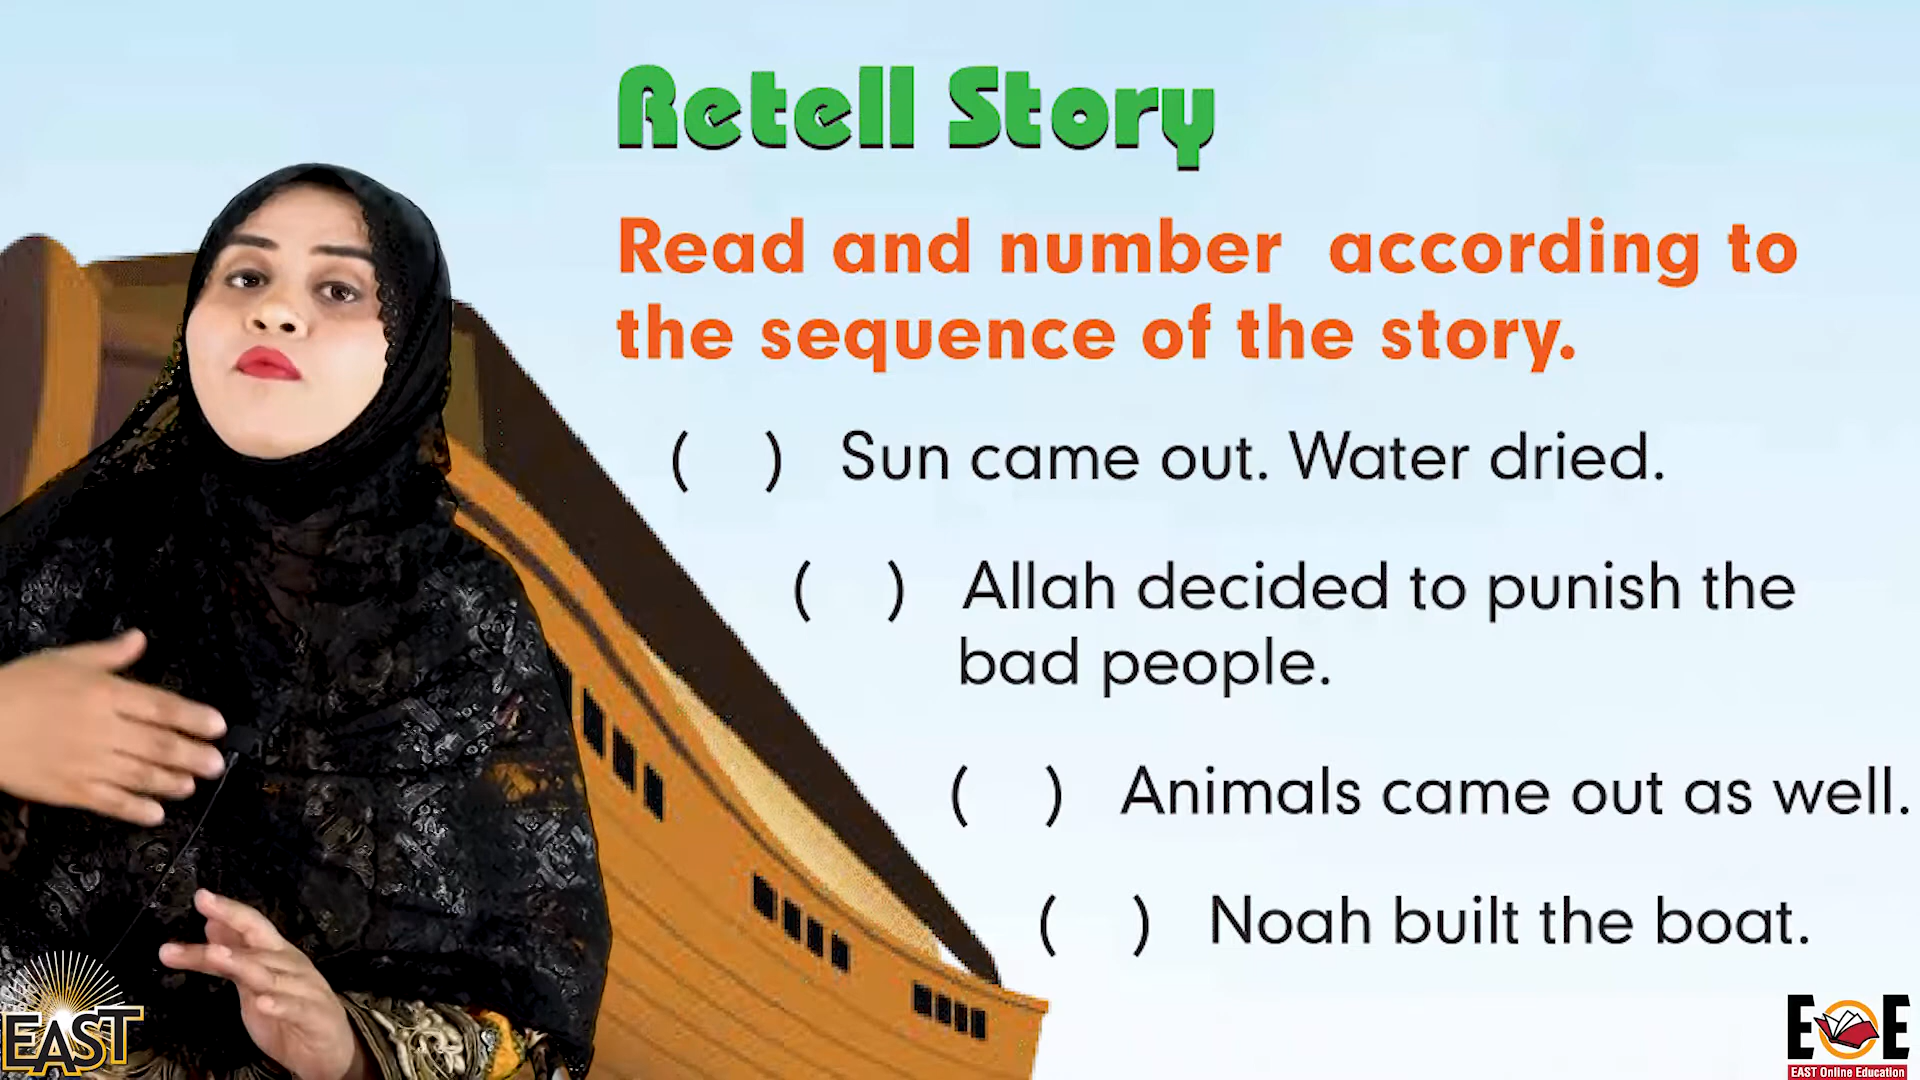 Retell Story
Read and number according to
the sequence of the story.
( ) Sun came out. Water dried.
( ) Allah decided to punish the
bad people.
( ) Animals came out as well.
( ) Noah built the boat.
EAST
EOE
EAST Online Education